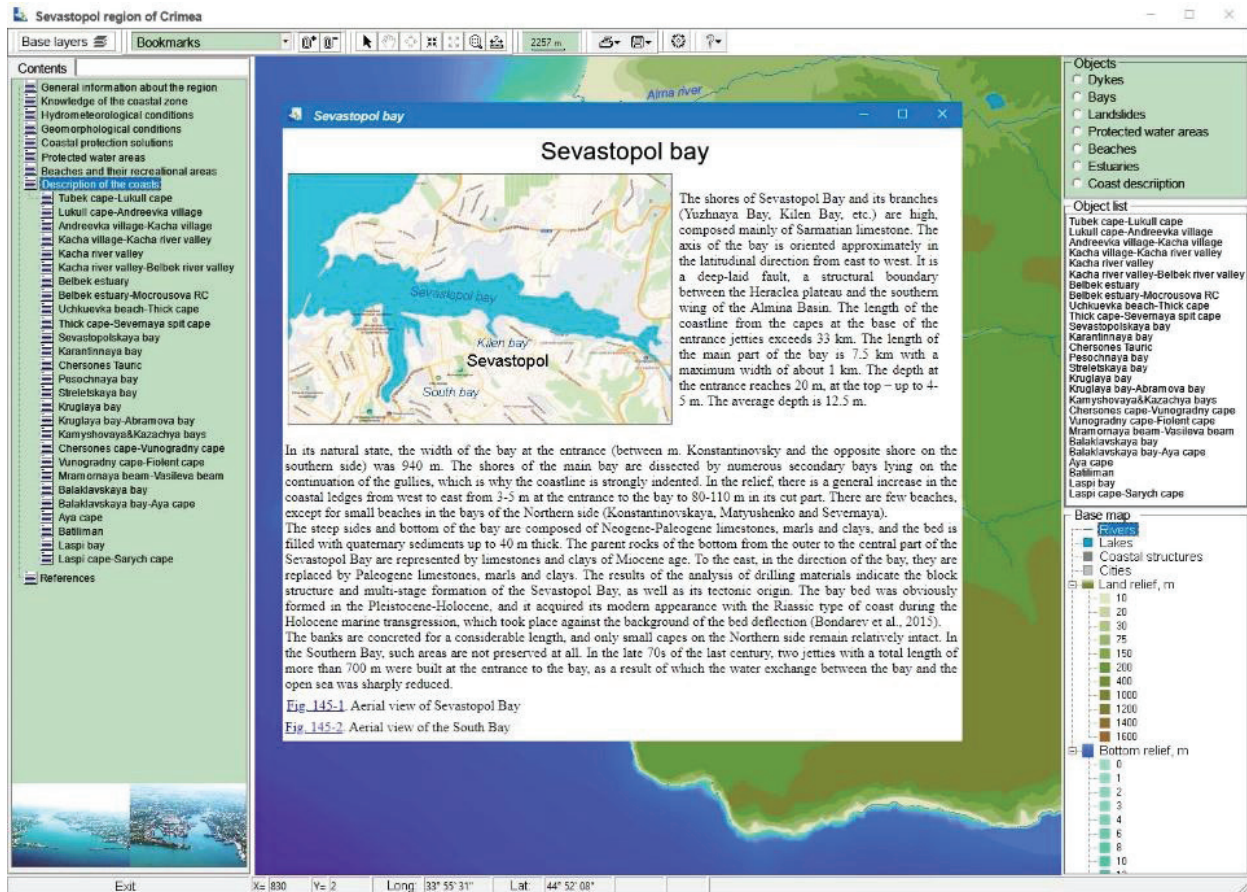 Sevastopol region of Crimea
Base layers
Bookmarks
2257 m
Contents
General information about the region
Knowledge of the coastal zone
Hydrometeorological conditions
Geomorphological conditions
Coastal protection solutions
Protected water areas
Beaches and their recreational areas
Description of the coasts
Tubek cape-Lukull cape
Lukull cape-Andreevka village
Andreevka village-Kacha village
Kacha village-Kacha river valley
Kacha river valley
Kacha river valley-Belbek river valley
Belbek estuary
Belbek estuary-Mocrousova RC
Uchkuevka beach-Thick cape
Thick cape-Severnaya spit cape
Sevastopolskaya bay
Karantinnaya bay
Chersones Tauric
Pesochnaya bay
Streletskaya bay
Kruglaya bay
Kruglaya bay-Abramova bay
Kamyshovaya&Kazachya bays
Chersones cape-Vunogradny cape
Vunogradny cape-Fiolent cape
Mramornaya beam-Vasileva beam
Balaklavskaya bay
Balaklavskaya bay-Aya cape
Aya cape
Batiliman
Laspi bay
Laspi cape-Sarych cape
References
Exit
Alma river
Sevastopol bay
Sevastopol bay
Sevastopol bay
Kilen bay
Sevastopol
South bay
The shores of Sevastopol Bay and its branches
(Yuzhnaya Bay, Kilen Bay, etc.) are high,
composed mainly of Sarmatian limestone. The
axis of the bay is oriented approximately in
the latitudinal direction from east to west. It is
a deep-laid fault, a structural boundary
between the Heraclea plateau and the southern
wing of the Almina Basin. The length of the
coastline from the capes at the base of the
entrance jetties exceeds 33 km. The length of
the main part of the bay is 7.5 km with a
maximum width of about 1 km. The depth at
the entrance reaches 20 m, at the top – up to 4-
5 m. The average depth is 12.5 m.
In its natural state, the width of the bay at the entrance (between m. Konstantinovsky and the opposite shore on the
southern side) was 940 m. The shores of the main bay are dissected by numerous secondary bays lying on the
continuation of the gullies, which is why the coastline is strongly indented. In the relief, there is a general increase in the
coastal ledges from west to east from 3-5 m at the entrance to the bay to 80-110 m in its cut part. There are few beaches,
except for small beaches in the bays of the Northern side (Konstantinovskaya, Matyushenko and Severnaya).
The steep sides and bottom of the bay are composed of Neogene-Paleogene limestones, marls and clays, and the bed is
filled with quaternary sediments up to 40 m thick. The parent rocks of the bottom from the outer to the central part of the
Sevastopol Bay are represented by limestones and clays of Miocene age. To the east, in the direction of the bay, they are
replaced by Paleogene limestones, marls and clays. The results of the analysis of drilling materials indicate the block
structure and multi-stage formation of the Sevastopol Bay, as well as its tectonic origin. The bay bed was obviously
formed in the Pleistocene-Holocene, and it acquired its modern appearance with the Riassic type of coast during the
Holocene marine transgression, which took place against the background of the bed deflection (Bondarev et al., 2015).
The banks are concreted for a considerable length, and only small capes on the Northern side remain relatively intact. In
the Southern Bay, such areas are not preserved at all. In the late 70s of the last century, two jetties with a total length of
more than 700 m were built at the entrance to the bay, as a result of which the water exchange between the bay and the
open sea was sharply reduced.
Fig. 145-1. Aerial view of Sevastopol Bay
Fig. 145-2. Aerial view of the South Bay
X= 830 Y= 2 Long: 33° 55' 31" Lat: 44° 52' 08"
Objects
Dykes
Bays
Landslides
Protected water areas
Beaches
Estuaries
Coast descriiption
Object list
Tubek cape-Lukull cape
Lukull cape-Andreevka village
Andreevka village-Kacha village
Kacha village-Kacha river valley
Kacha river valley
Kacha river valley-Belbek river valley
Belbek estuary
Belbek estuary-Mocrousova RC
Uchkuevka beach-Thick cape
Thick cape-Severnaya spit cape
Sevastopolskaya bay
Karantinnaya bay
Chersones Tauric
Pesochnaya bay
Streletskaya bay
Kruglaya bay
Kruglaya bay-Abramova bay
Kamyshovaya&Kazachya bays
Chersones cape-Vunogradny cape
Vunogradny cape-Fiolent cape
Mramornaya beam-Vasileva beam
Balaklavskaya bay
Balaklavskaya bay-Aya cape
Aya cape
Batiliman
Laspi bay
Laspi cape-Sarych cape
Base map
Rivers
Lakes
Coastal structures
Cities
Land relief, m
10
20
30
75
150
200
400
1000
1200
1400
1600
Bottom relief, m
0
1
2
3
4
6
8
10